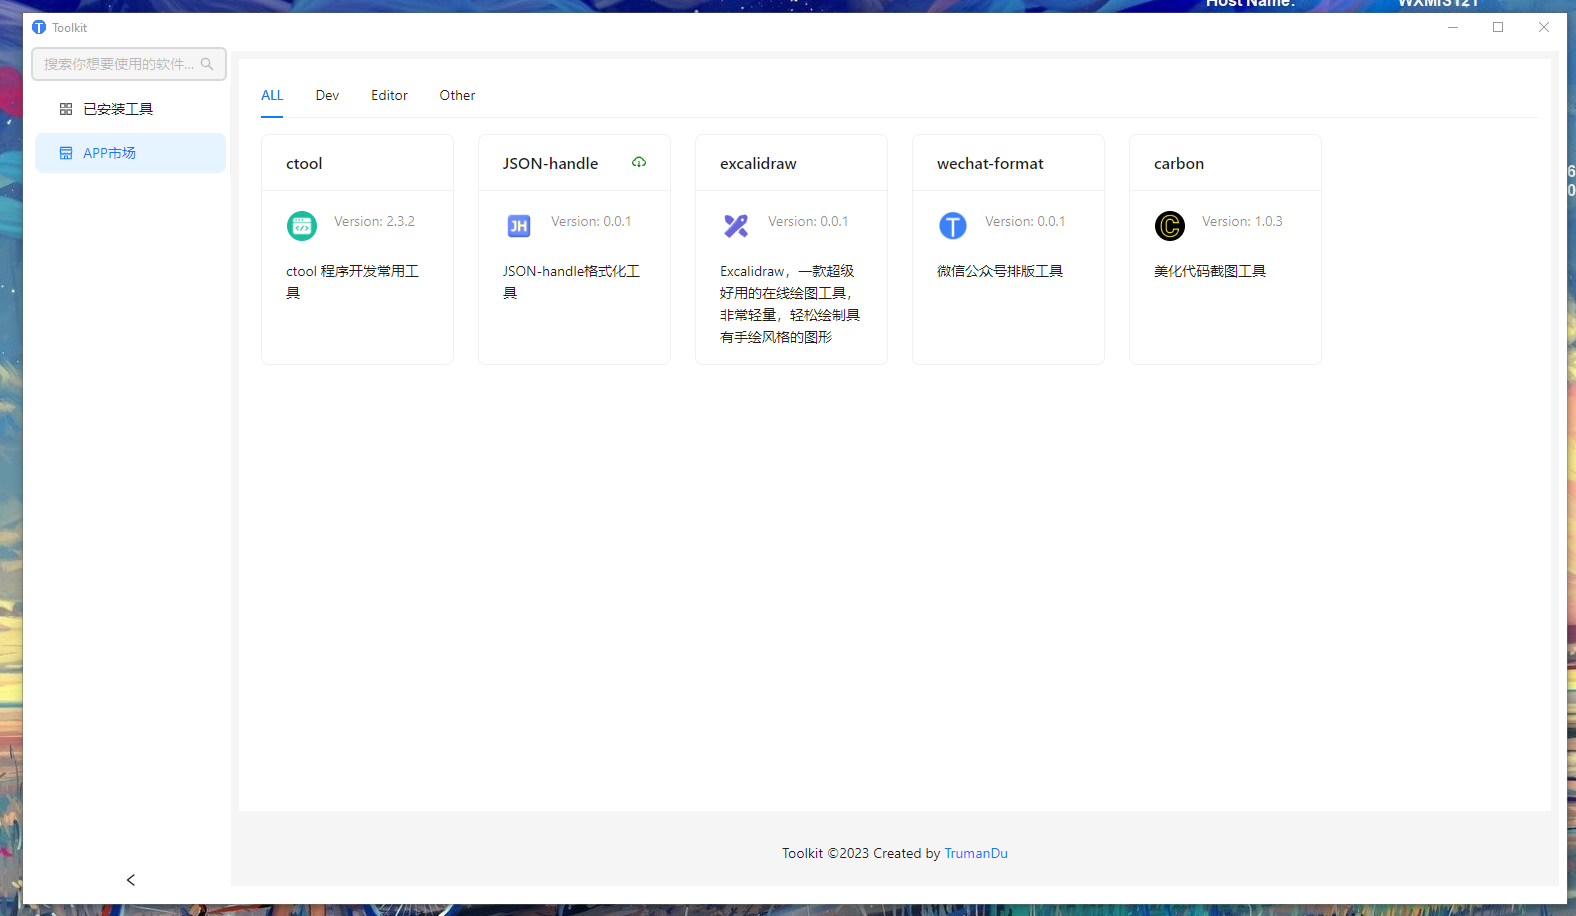 Host Name:
WXMIS121
Toolkit
搜索你想要使用的软件...
已安装工具
APP市场
ALL
Dev
Editor
Other
ctool
Version: 2.3.2
ctool 程序开发常用工
具
JSON-handle
JH
Version: 0.0.1
JSON-handle格式化工
具
excalidraw
Version: 0.0.1
Excalidraw，一款超级
好用的在线绘图工具，
非常轻量，轻松绘制具
有手绘风格的图形
wechat-format
T
Version: 0.0.1
微信公众号排版工具
carbon
C
Version: 1.0.3
美化代码截图工具
6
0
Toolkit ©2023 Created by TrumanDu